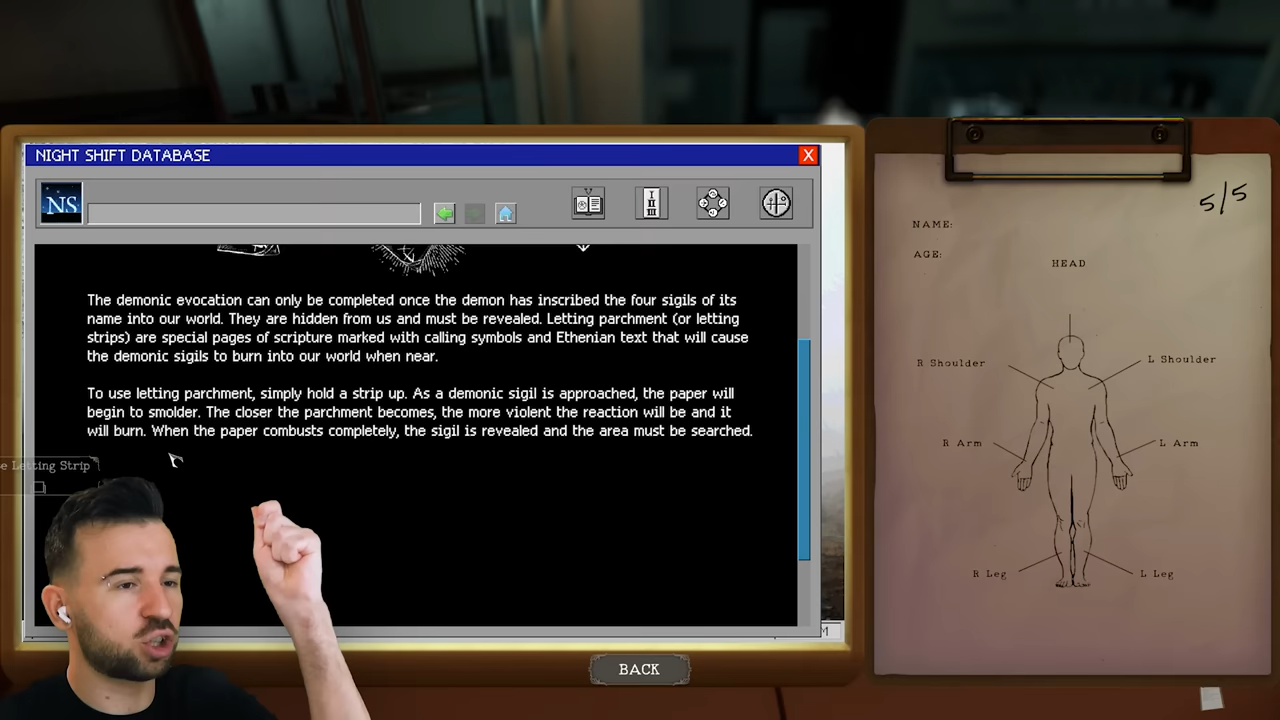 NIGHT SHIFT DATABASE
X
NS
The demonic evocation can only be completed once the demon has inscribed the four sigils of its
name into our world. They are hidden from us and must be revealed. Letting parchment (or letting
strips) are special pages of scripture marked with calling symbols and Ethenian text that will cause
the demonic sigils to burn into our world when near.
To use letting parchment, simply hold a strip up. As a demonic sigil is approached, the paper will
begin to smolder. The closer the parchment becomes, the more violent the reaction will be and it
will burn. When the paper combusts completely, the sigil is revealed and the area must be searched.
e Letting Strip
M
BACK
5/5
NAME:
AGE:
HEAD
R Shoulder
L Shoulder
R Arm
L Arm
R Leg
L Leg